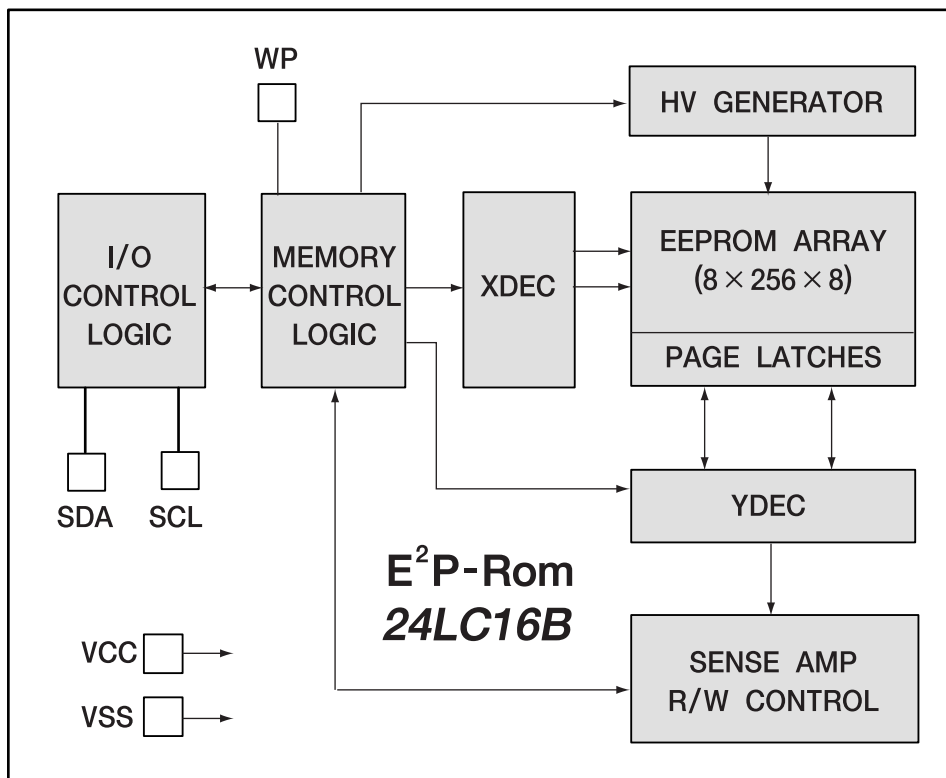 WP
HV GENERATOR
I/O
CONTROL
LOGIC
MEMORY
CONTROL
LOGIC
XDEC
EEPROM ARRAY
(8 × 256 × 8)
PAGE LATCHES
SDA
SCL
YDEC
E²P-Rom
24LC16B
VCC
VSS
SENSE AMP
R/W CONTROL